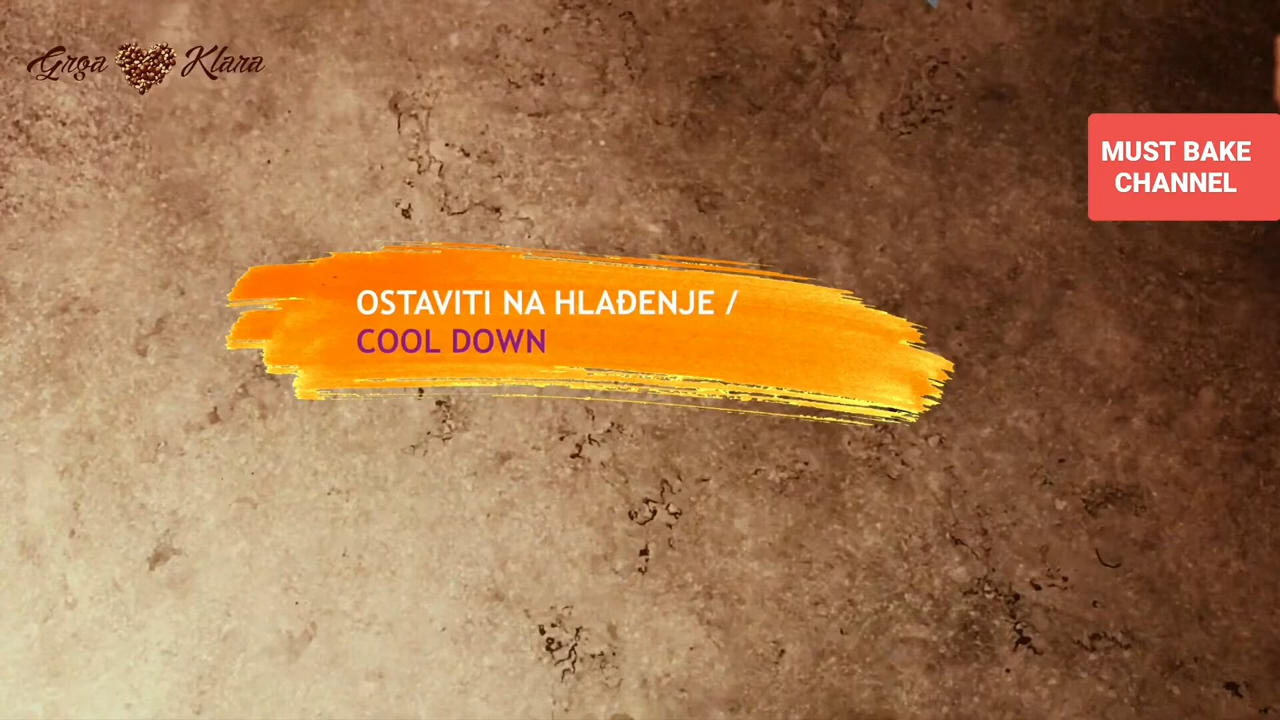 Grga Klara
MUST BAKE
CHANNEL
OSTAVITI NA HLAĐENJE /
COOL DOWN